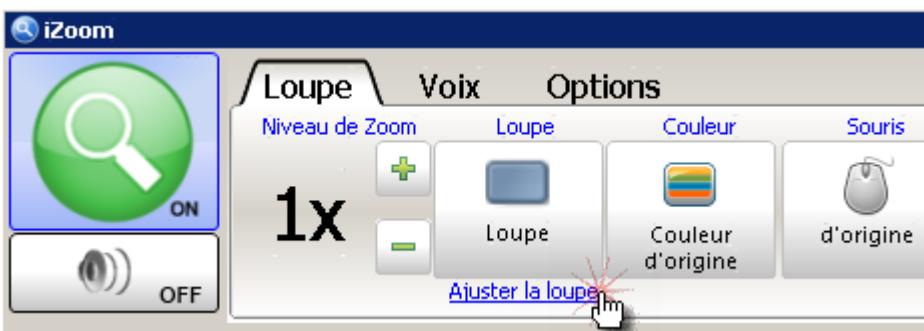 iZoom
Loupe Voix Options
Niveau de Zoom Loupe Couleur Souris
ON
1x
Loupe
Couleur
d'origine
d'origine
OFF
Ajuster la loupe